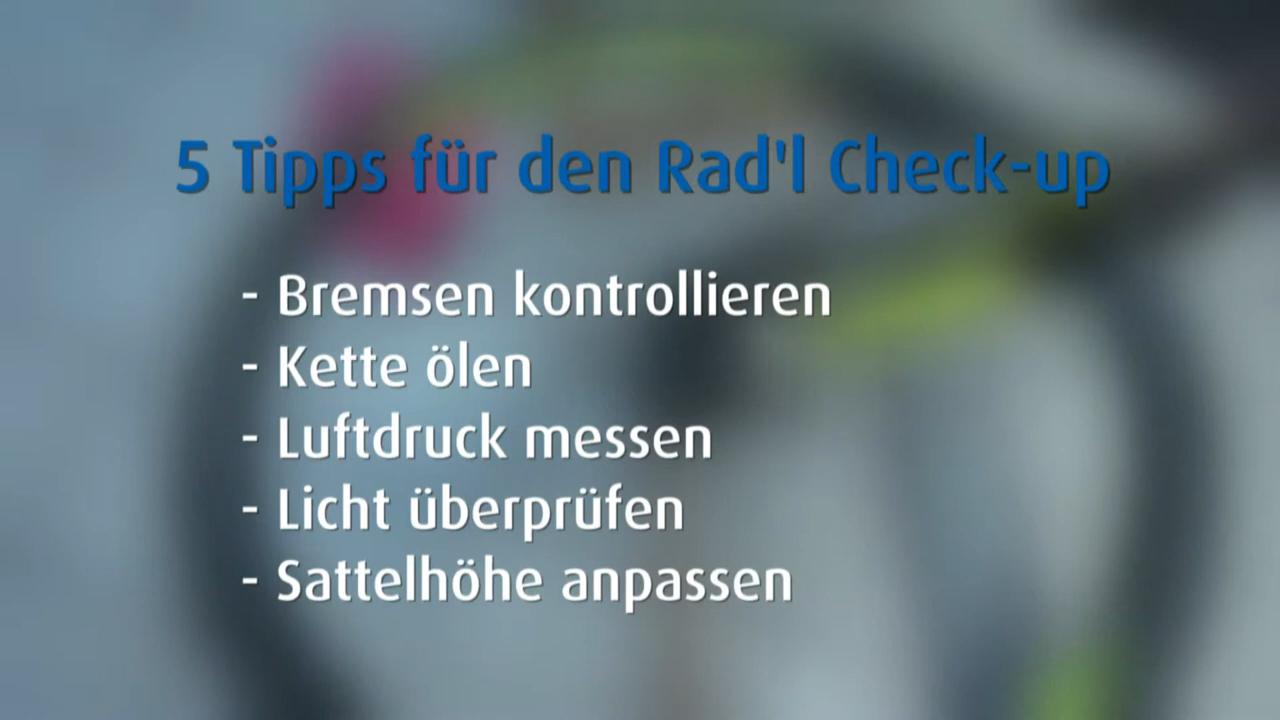 5 Tipps für den Rad'l Check-up
- Bremsen kontrollieren
- Kette ölen
- Luftdruck messen
- Licht überprüfen
- Sattelhöhe anpassen